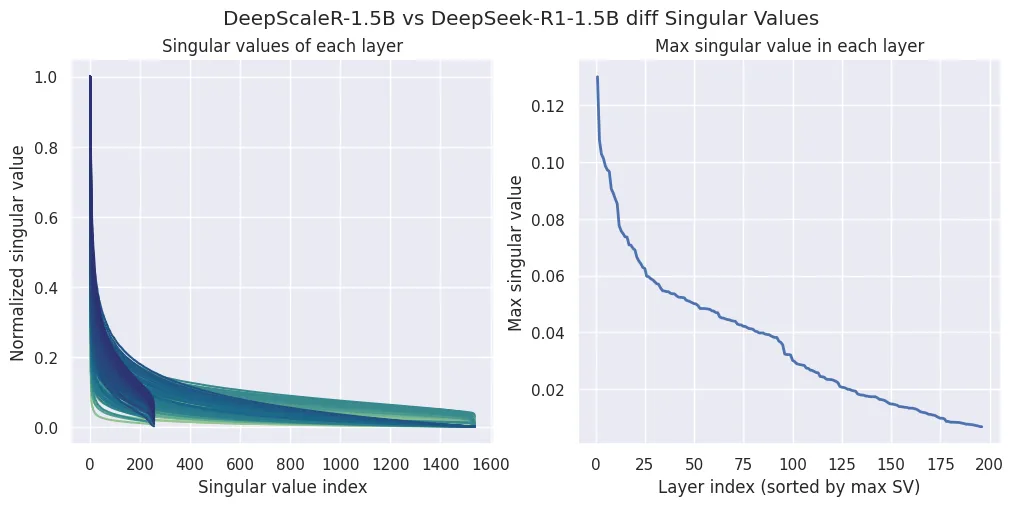 DeepScaleR-1.5B vs DeepSeek-R1-1.5B diff Singular Values
Singular values of each layer
Normalized singular value
1.0
0.8
0.6
0.4
0.2
0.0
0 200 400 600 800 1000 1200 1400 1600
Singular value index
Max singular value in each layer
Max singular value
0.12
0.10
0.08
0.06
0.04
0.02
0 25 50 75 100 125 150 175 200
Layer index (sorted by max SV)